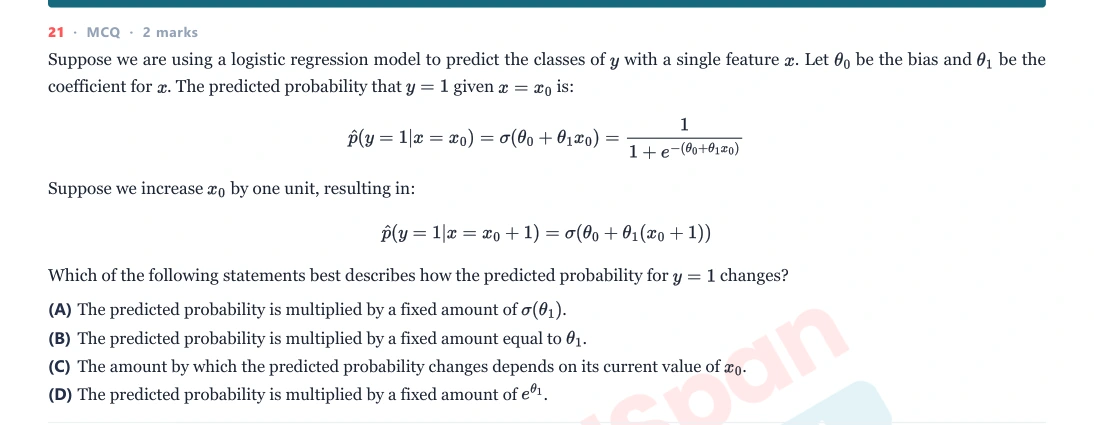 21 · MCQ · 2 marks
Suppose we are using a logistic regression model to predict the classes of y with a single feature x. Let θ₀ be the bias and θ₁ be the
coefficient for x. The predicted probability that y = 1 given x = x₀ is:
p̂(y = 1|x = x₀) = σ(θ₀ + θ₁x₀) = 1 / (1 + e^−(θ₀+θ₁x₀))
Suppose we increase x₀ by one unit, resulting in:
p̂(y = 1|x = x₀ + 1) = σ(θ₀ + θ₁(x₀ + 1))
Which of the following statements best describes how the predicted probability for y = 1 changes?
(A) The predicted probability is multiplied by a fixed amount of σ(θ₁).
(B) The predicted probability is multiplied by a fixed amount equal to θ₁.
(C) The amount by which the predicted probability changes depends on its current value of x₀.
(D) The predicted probability is multiplied by a fixed amount of e^θ₁.